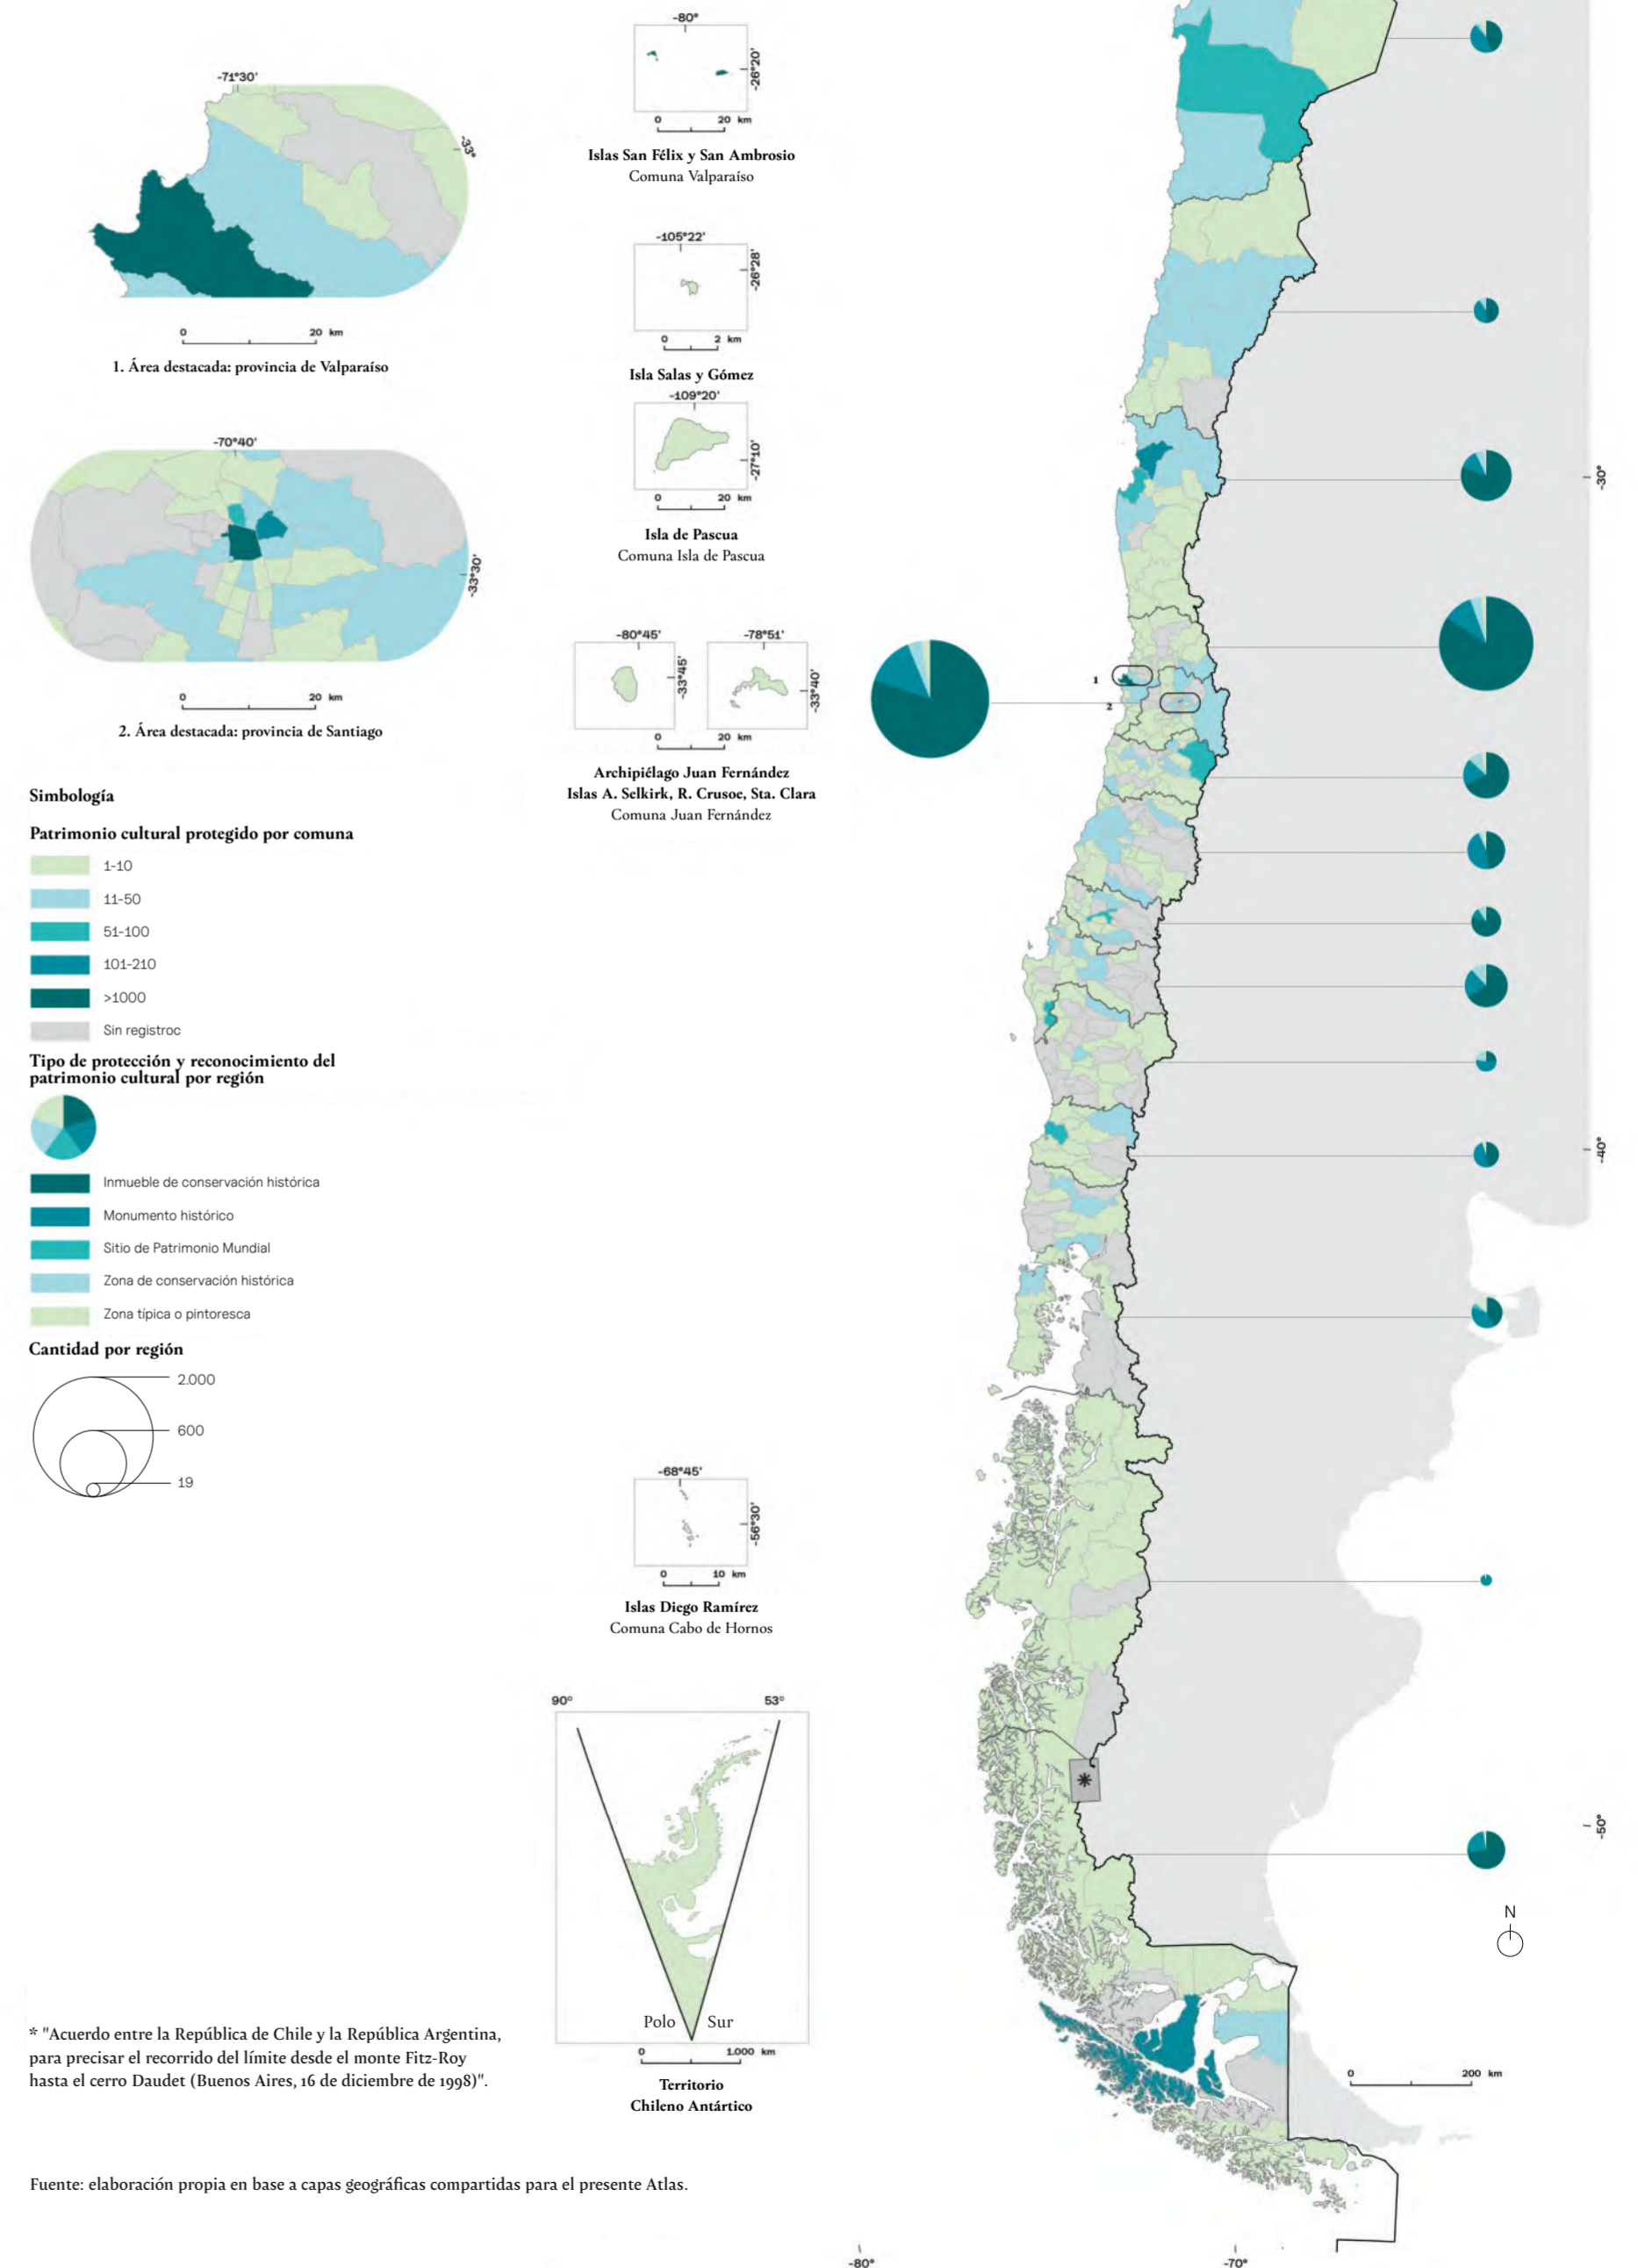 -71°30'
-33°
0 20 km
1. Área destacada: provincia de Valparaíso
-70°40'
-33°30'
0 20 km
2. Área destacada: provincia de Santiago
Simbología
Patrimonio cultural protegido por comuna
1-10
11-50
51-100
101-210
>1000
Sin registroc
Tipo de protección y reconocimiento del
patrimonio cultural por región
Inmueble de conservación histórica
Monumento histórico
Sitio de Patrimonio Mundial
Zona de conservación histórica
Zona típica o pintoresca
Cantidad por región
2.000
600
19
* "Acuerdo entre la República de Chile y la República Argentina,
para precisar el recorrido del límite desde el monte Fitz-Roy
hasta el cerro Daudet (Buenos Aires, 16 de diciembre de 1998)".
Fuente: elaboración propia en base a capas geográficas compartidas para el presente Atlas.
-80°
-26°20'
0 20 km
Islas San Félix y San Ambrosio
Comuna Valparaíso
-105°22'
-26°28'
0 2 km
Isla Salas y Gómez
-109°20'
-27°10'
0 20 km
Isla de Pascua
Comuna Isla de Pascua
-80°45'
-33°45'
-78°51'
-33°40'
0 20 km
Archipiélago Juan Fernández
Islas A. Selkirk, R. Crusoe, Sta. Clara
Comuna Juan Fernández
-68°45'
-56°30'
0 10 km
Islas Diego Ramírez
Comuna Cabo de Hornos
90° 53°
Polo Sur
0 1.000 km
Territorio
Chileno Antártico
1
2
-30°
-40°
-50°
*
N
0 200 km
-80° -70°